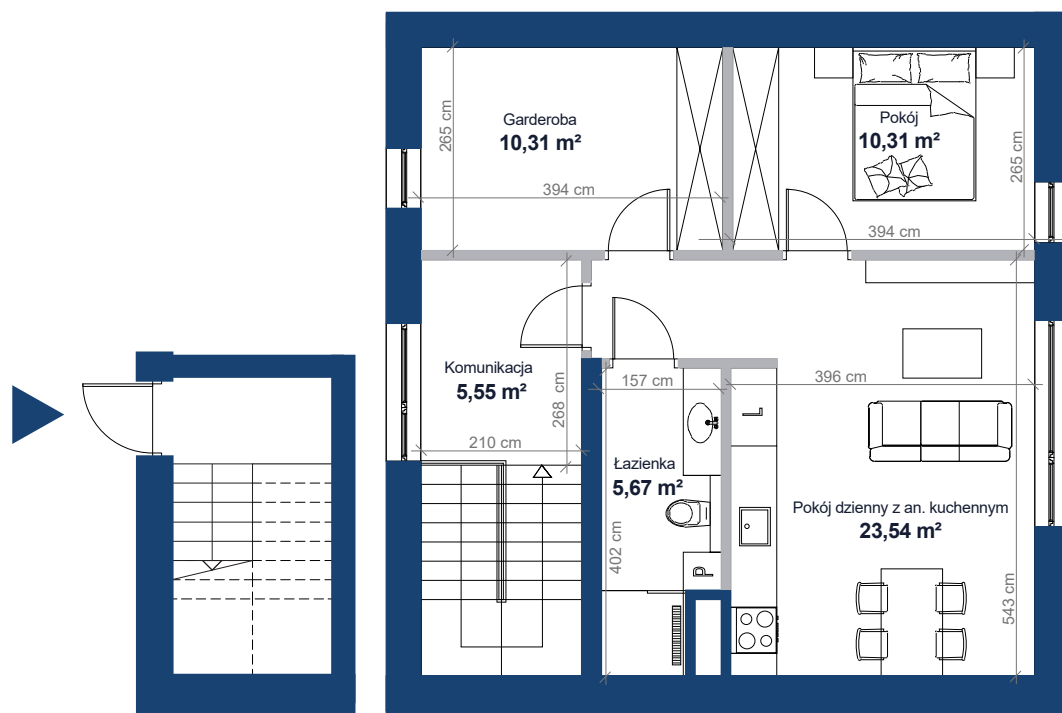 Garderoba
10,31 m²
265 cm
394 cm
Pokój
10,31 m²
265 cm
394 cm
Komunikacja
5,55 m²
268 cm
210 cm
157 cm
Łazienka
5,67 m²
402 cm
P
396 cm
L
Pokój dzienny z an. kuchennym
23,54 m²
543 cm